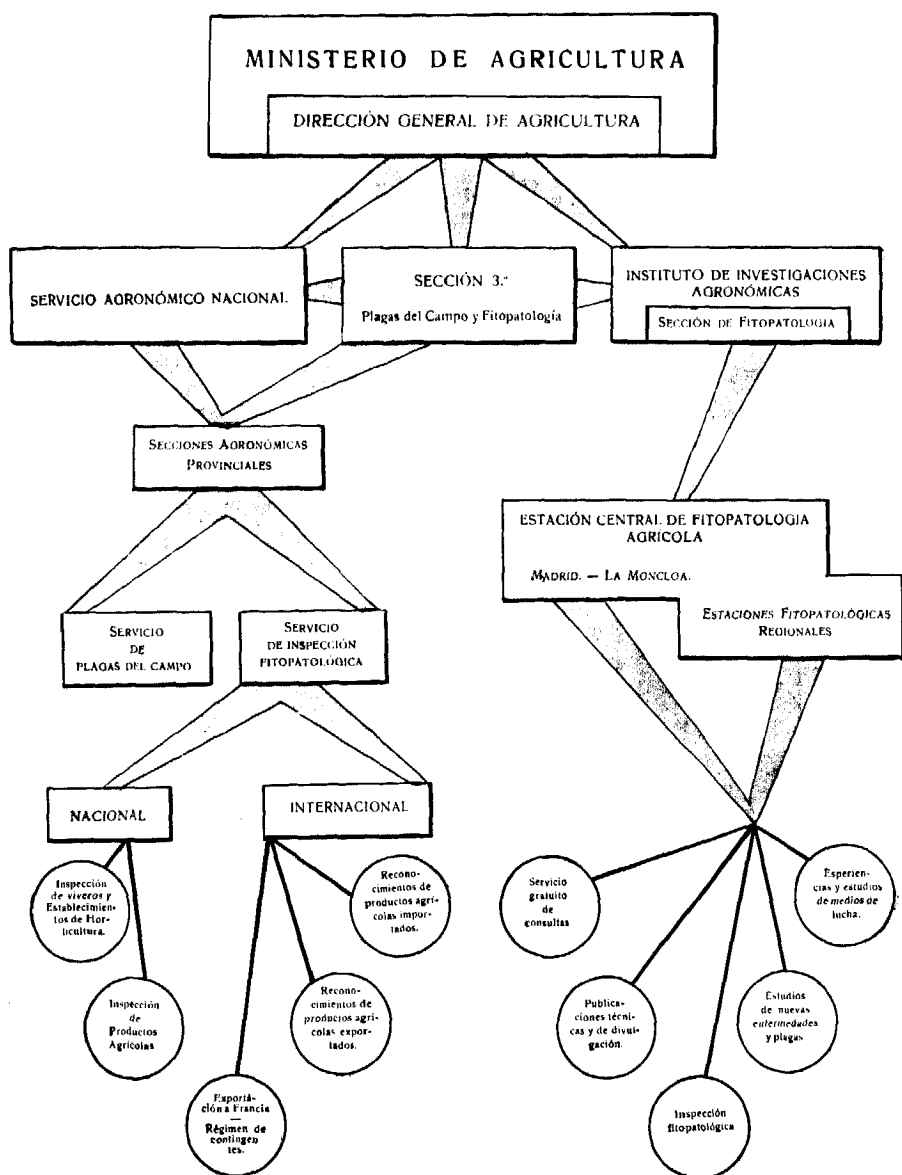 MINISTERIO DE AGRICULTURA
DIRECCIÓN GENERAL DE AGRICULTURA
SERVICIO AGRONÓMICO NACIONAL
SECCIÓN 3.ª
Plagas del Campo y Fitopatología
INSTITUTO DE INVESTIGACIONES
AGRONÓMICAS
SECCIÓN DE FITOPATOLOGIA
SECCIONES AGRONÓMICAS
PROVINCIALES
ESTACIÓN CENTRAL DE FITOPATOLOGIA
AGRÍCOLA
MADRID. — LA MONCLOA.
ESTACIONES FITOPATOLÓGICAS
REGIONALES
SERVICIO
DE
PLAGAS DEL CAMPO
SERVICIO
DE INSPECCIÓN
FITOPATOLÓGICA
NACIONAL
INTERNACIONAL
Inspección
de viveros y
Establecimien-
tos de Hor-
ticultura.
Inspección
de
Productos
Agrícolas
Recono-
cimientos de
productos agrí-
colas impor-
tados.
Recono-
cimientos de
productos agrí-
colas expor-
tados.
Exporta-
ción a Francia
—
Régimen de
contingen-
tes.
Servicio
gratuito
de
consultas
Publica-
ciones técni-
cas y de divul-
gación.
Inspección
fitopatológica
Estudios
de nuevas
enfermedades
y plagas
Experien-
cias y estudios
de medios de
lucha.